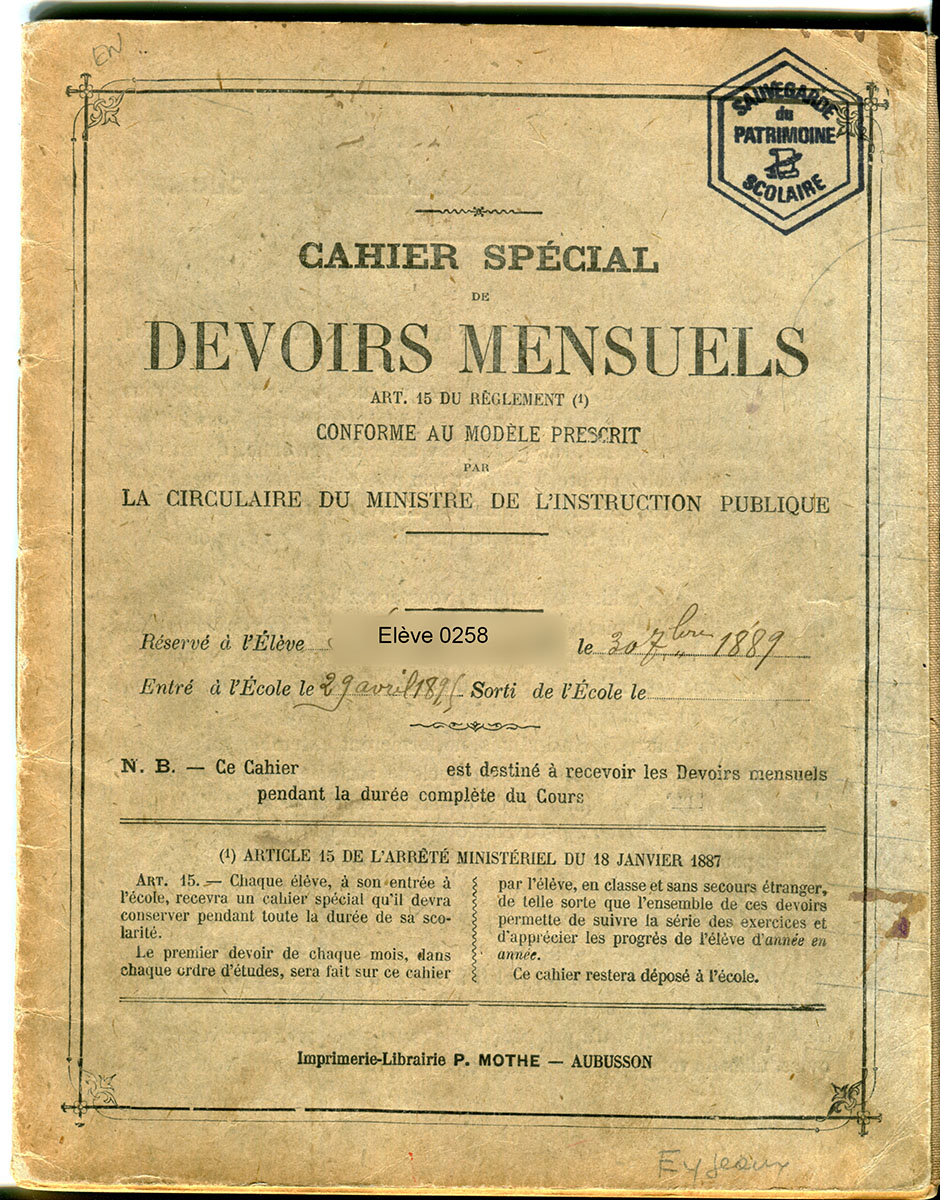 EN
SAUVEGARDE
du
PATRIMOINE
SCOLAIRE
CAHIER SPÉCIAL
DE
DEVOIRS MENSUELS
ART. 15 DU RÈGLEMENT (1)
CONFORME AU MODÈLE PRESCRIT
PAR
LA CIRCULAIRE DU MINISTRE DE L'INSTRUCTION PUBLIQUE
Réservé à l'Élève Elève 0258 le 30 7bre 1889
Entré à l'École le 29 avril 1895 Sorti de l'École le
N. B. — Ce Cahier est destiné à recevoir les Devoirs mensuels
pendant la durée complète du Cours
(1) ARTICLE 15 DE L'ARRÊTÉ MINISTÉRIEL DU 18 JANVIER 1887
ART. 15. — Chaque élève, à son entrée à
l'école, recevra un cahier spécial qu'il devra
conserver pendant toute la durée de sa sco-
larité.
Le premier devoir de chaque mois, dans
chaque ordre d'études, sera fait sur ce cahier
par l'élève, en classe et sans secours étranger,
de telle sorte que l'ensemble de ces devoirs
permette de suivre la série des exercices et
d'apprécier les progrès de l'élève d'année en
année.
Ce cahier restera déposé à l'école.
Imprimerie-Librairie P. MOTHE — AUBUSSON
Eyjeaux